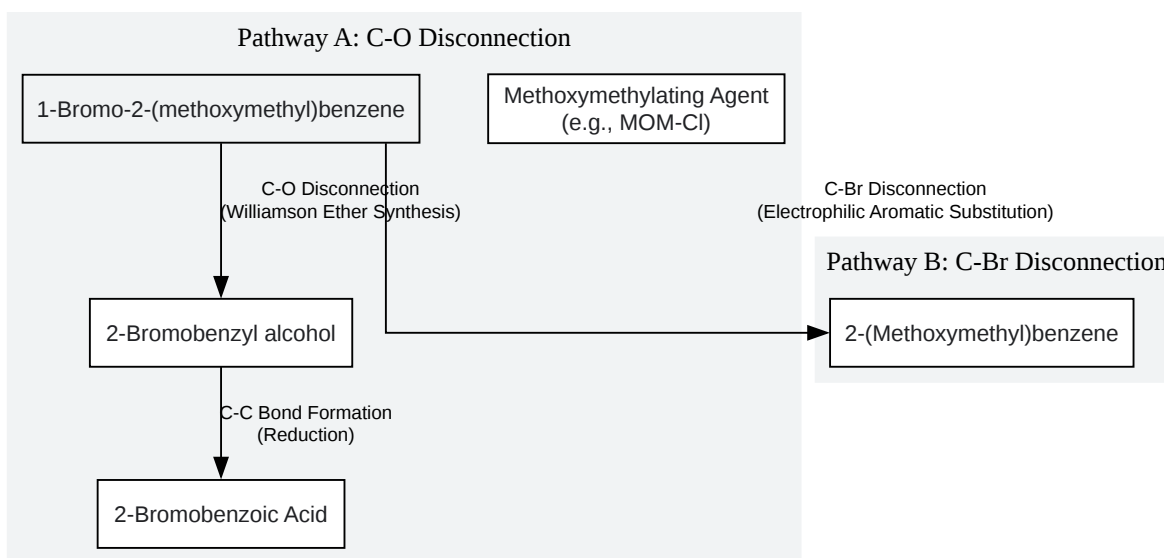 Pathway A: C-O Disconnection
1-Bromo-2-(methoxymethyl)benzene
Methoxymethylating Agent
(e.g., MOM-Cl)
C-O Disconnection
(Williamson Ether Synthesis)
C-Br Disconnection
(Electrophilic Aromatic Substitution)
Pathway B: C-Br Disconnection
2-Bromobenzyl alcohol
2-(Methoxymethyl)benzene
C-C Bond Formation
(Reduction)
2-Bromobenzoic Acid